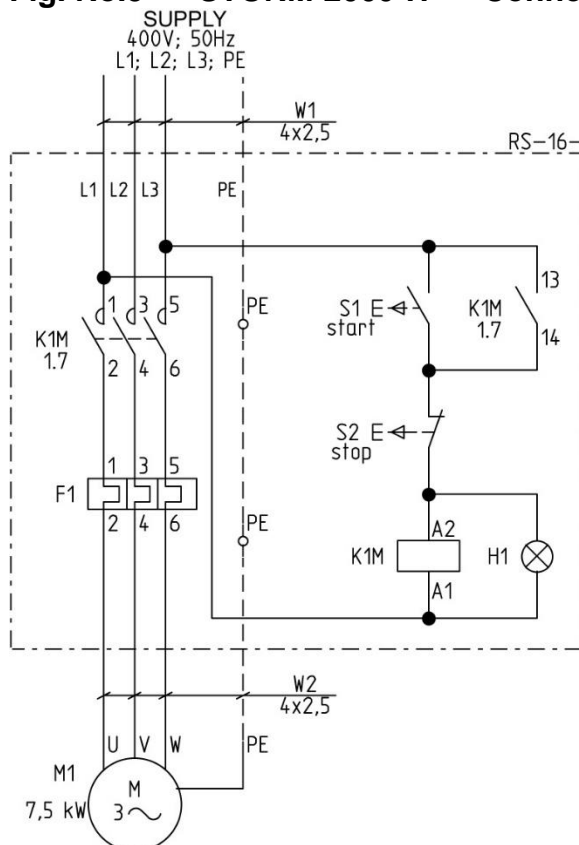 SUPPLY
400V; 50Hz
L1; L2; L3; PE
W1
4x2,5
RS-16-
L1 L2 L3 PE
1 3 5
K1M
1.7
2 4 6
PE
S1 E
start
K1M
1.7
13
14
S2 E
stop
1 3 5
F1
2 4 6
PE
K1M
A2
A1
H1
W2
4x2,5
U V W PE
M1
7,5 kW
M
3